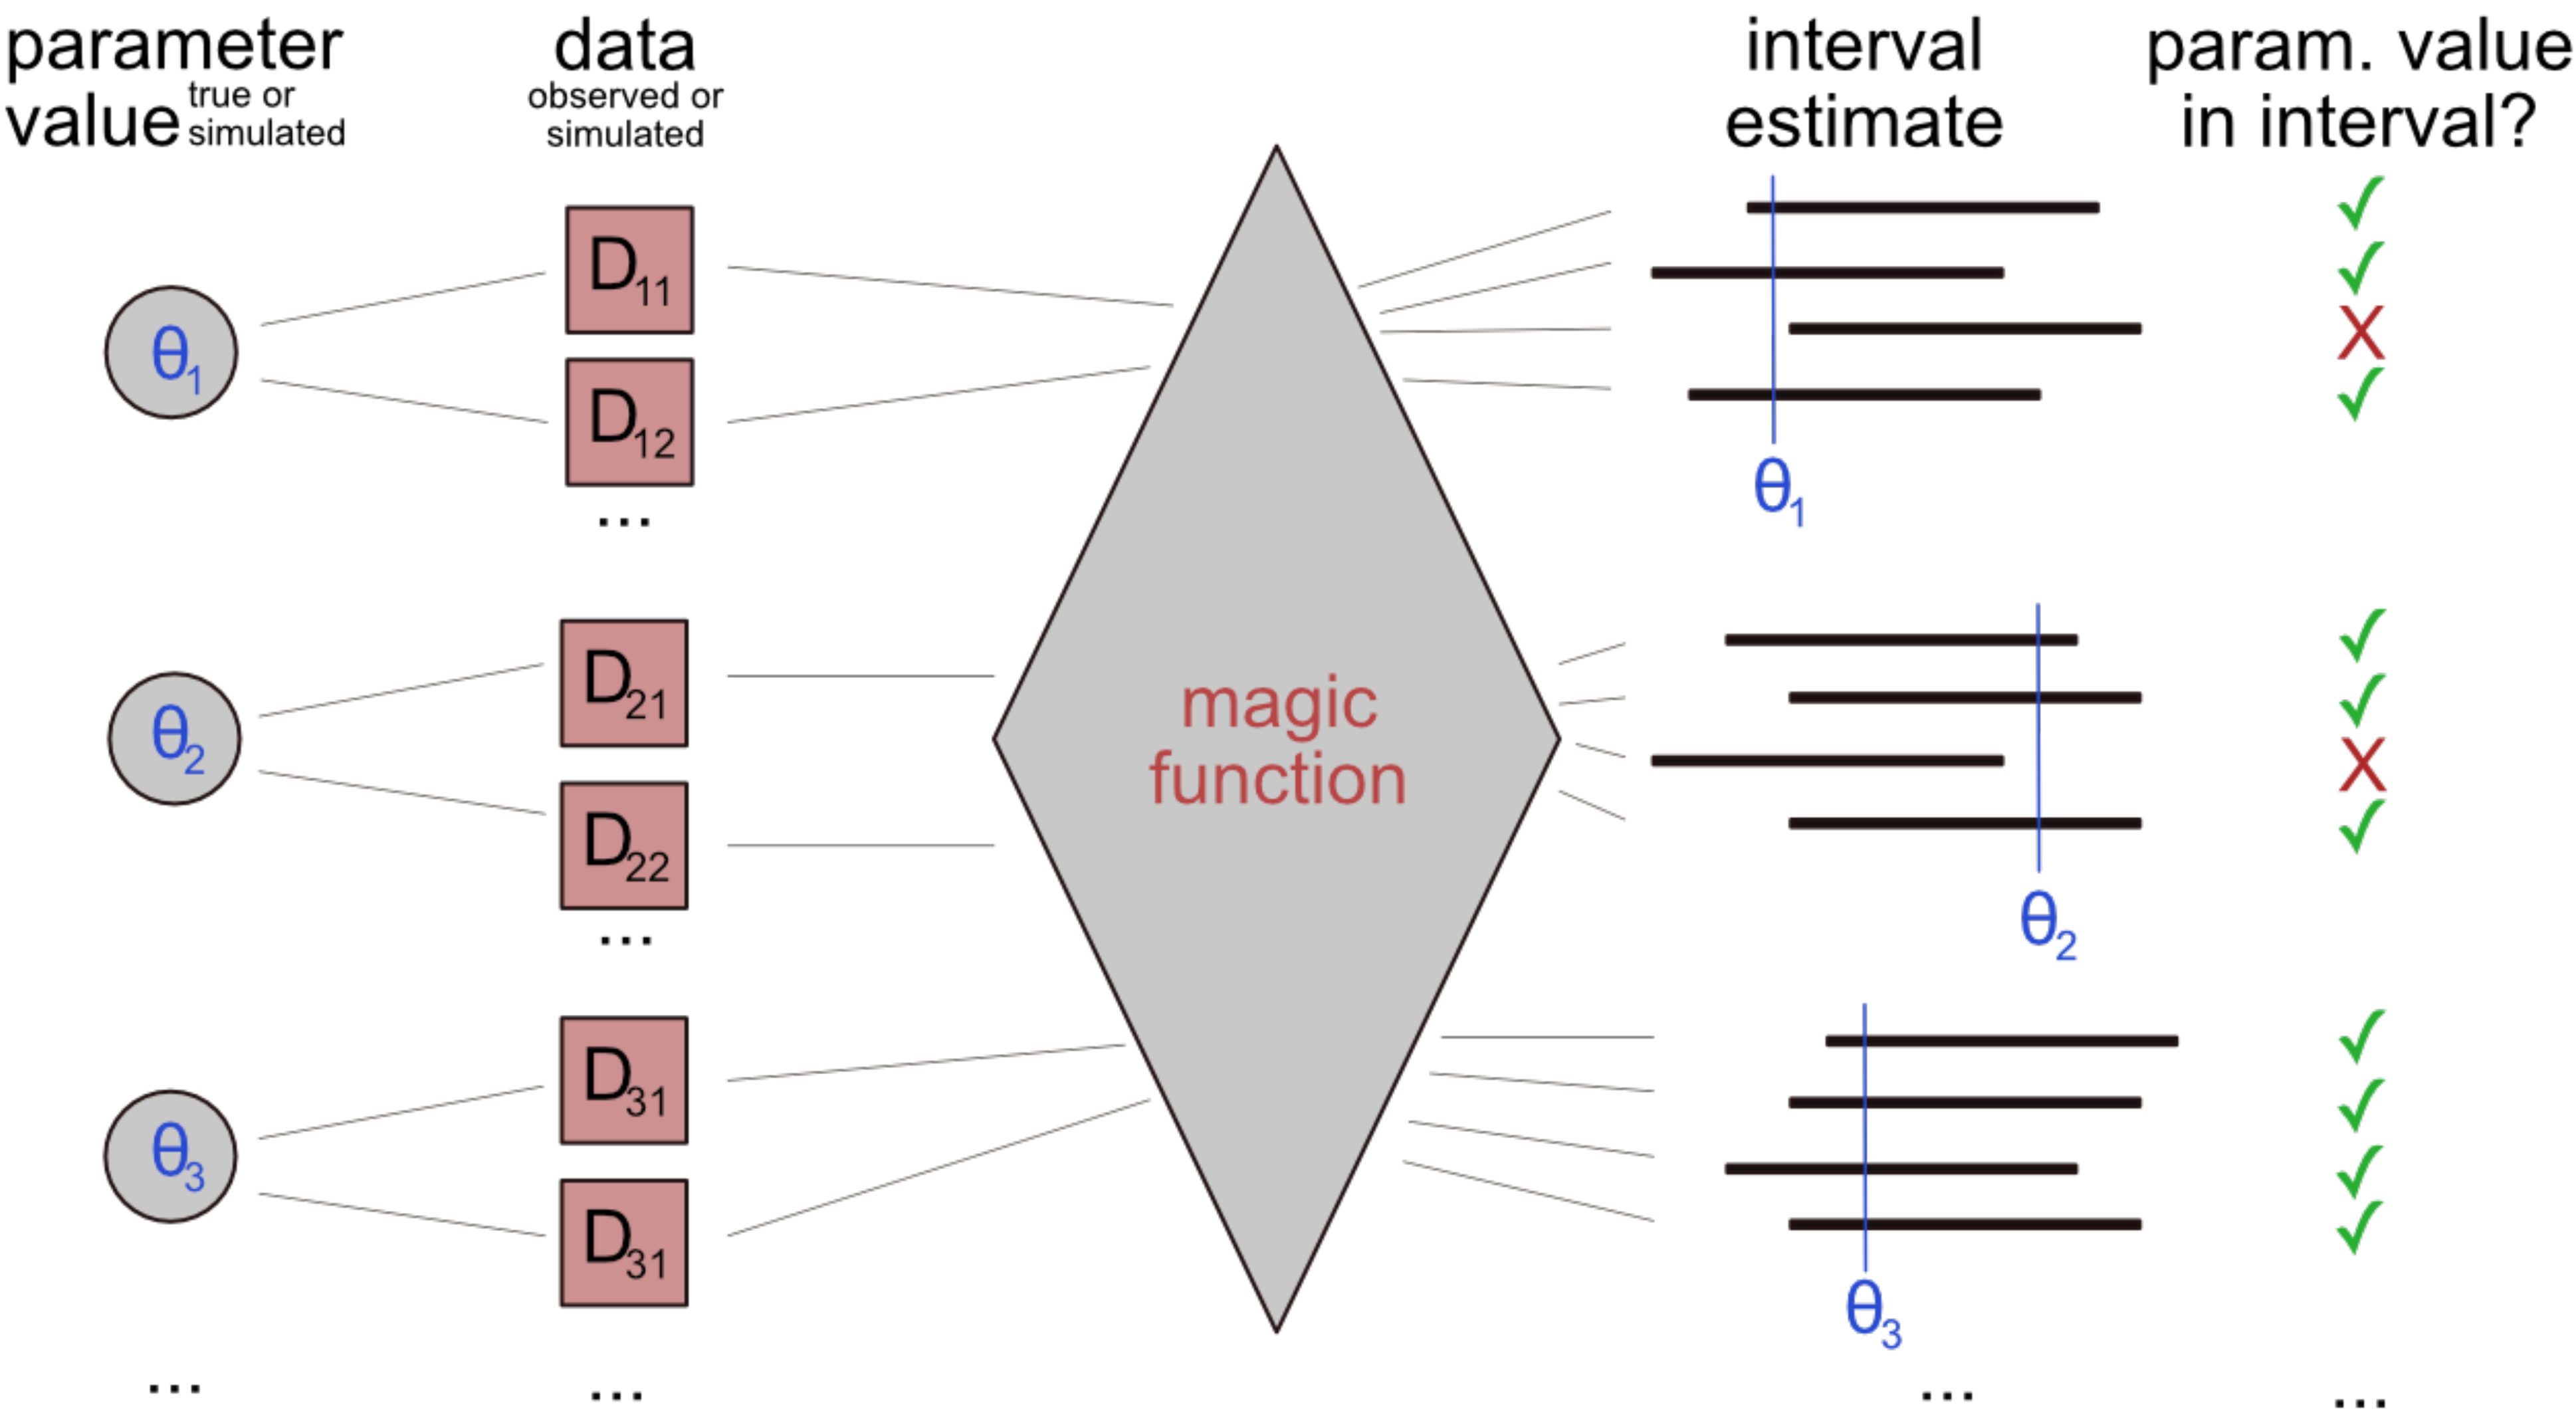 parameter
value true or
simulated
data
observed or
simulated
interval
estimate
param. value
in interval?
θ1
D11
D12
...
θ1
θ2
D21
D22
...
magic
function
θ2
θ3
D31
D31
θ3
...
...
...
...